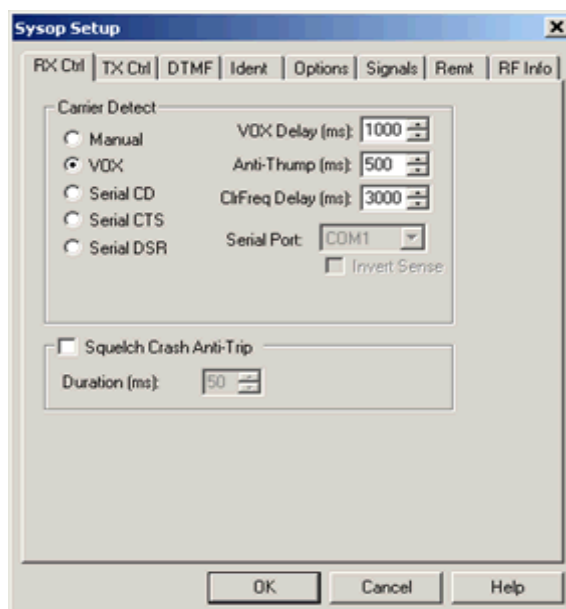 Sysop Setup
RX Ctrl TX Ctrl DTMF Ident Options Signals Remt RF Info
Carrier Detect
Manual
VOX
Serial CD
Serial CTS
Serial DSR
VOX Delay (ms): 1000
Anti-Thump (ms): 500
ClrFreq Delay (ms): 3000
Serial Port: COM1
Invert Sense
Squelch Crash Anti-Trip
Duration (ms): 50
OK Cancel Help